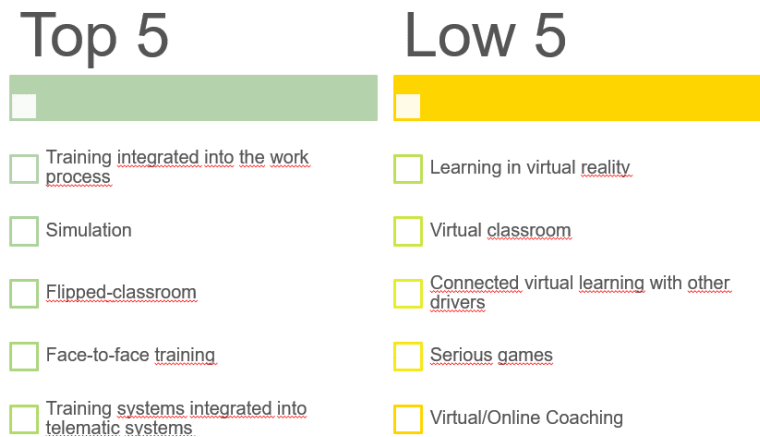 Top 5
Training integrated into the work
process
Simulation
Flipped-classroom
Face-to-face training
Training systems integrated into
telematic systems
Low 5
Learning in virtual reality
Virtual classroom
Connected virtual learning with other
drivers
Serious games
Virtual/Online Coaching